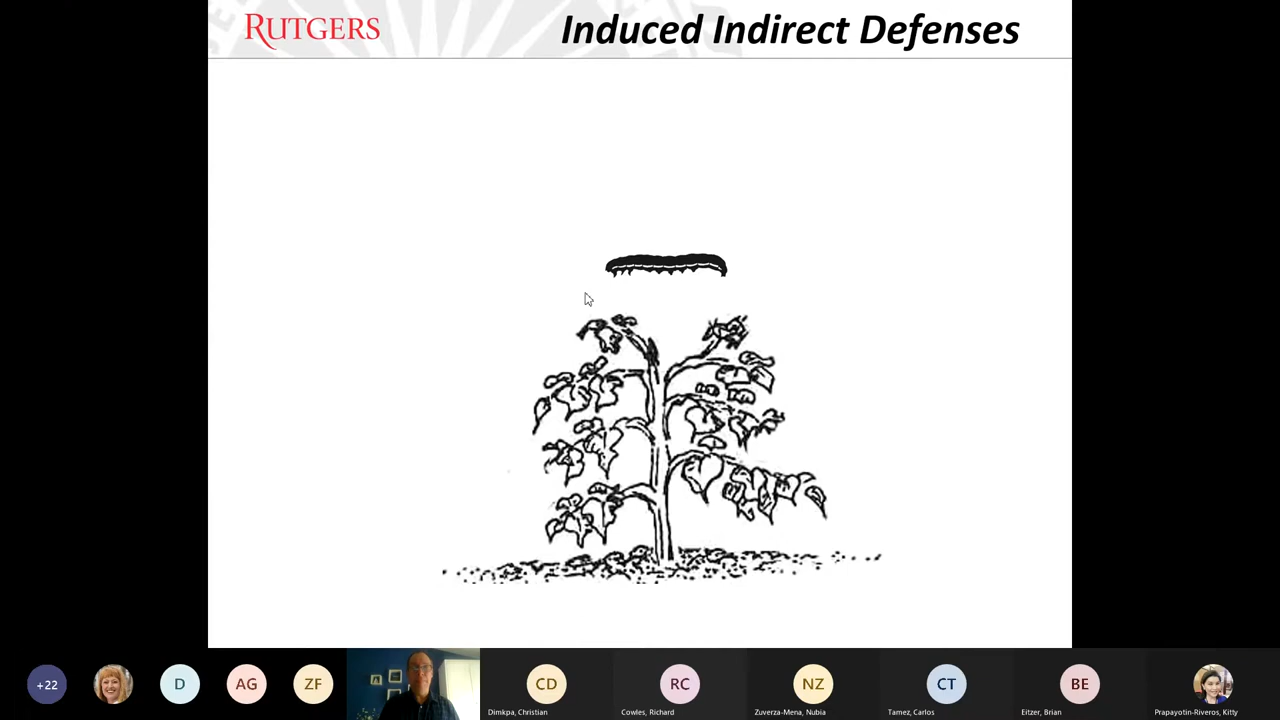 RUTGERS
Induced Indirect Defenses
+22
D
AG
ZF
CD
RC
NZ
CT
BE
Dimkpa, Christian
Cowles, Richard
Zuverza-Mena, Nubia
Tamez, Carlos
Eitzer, Brian
Prapayotin-Riveros, Kitty